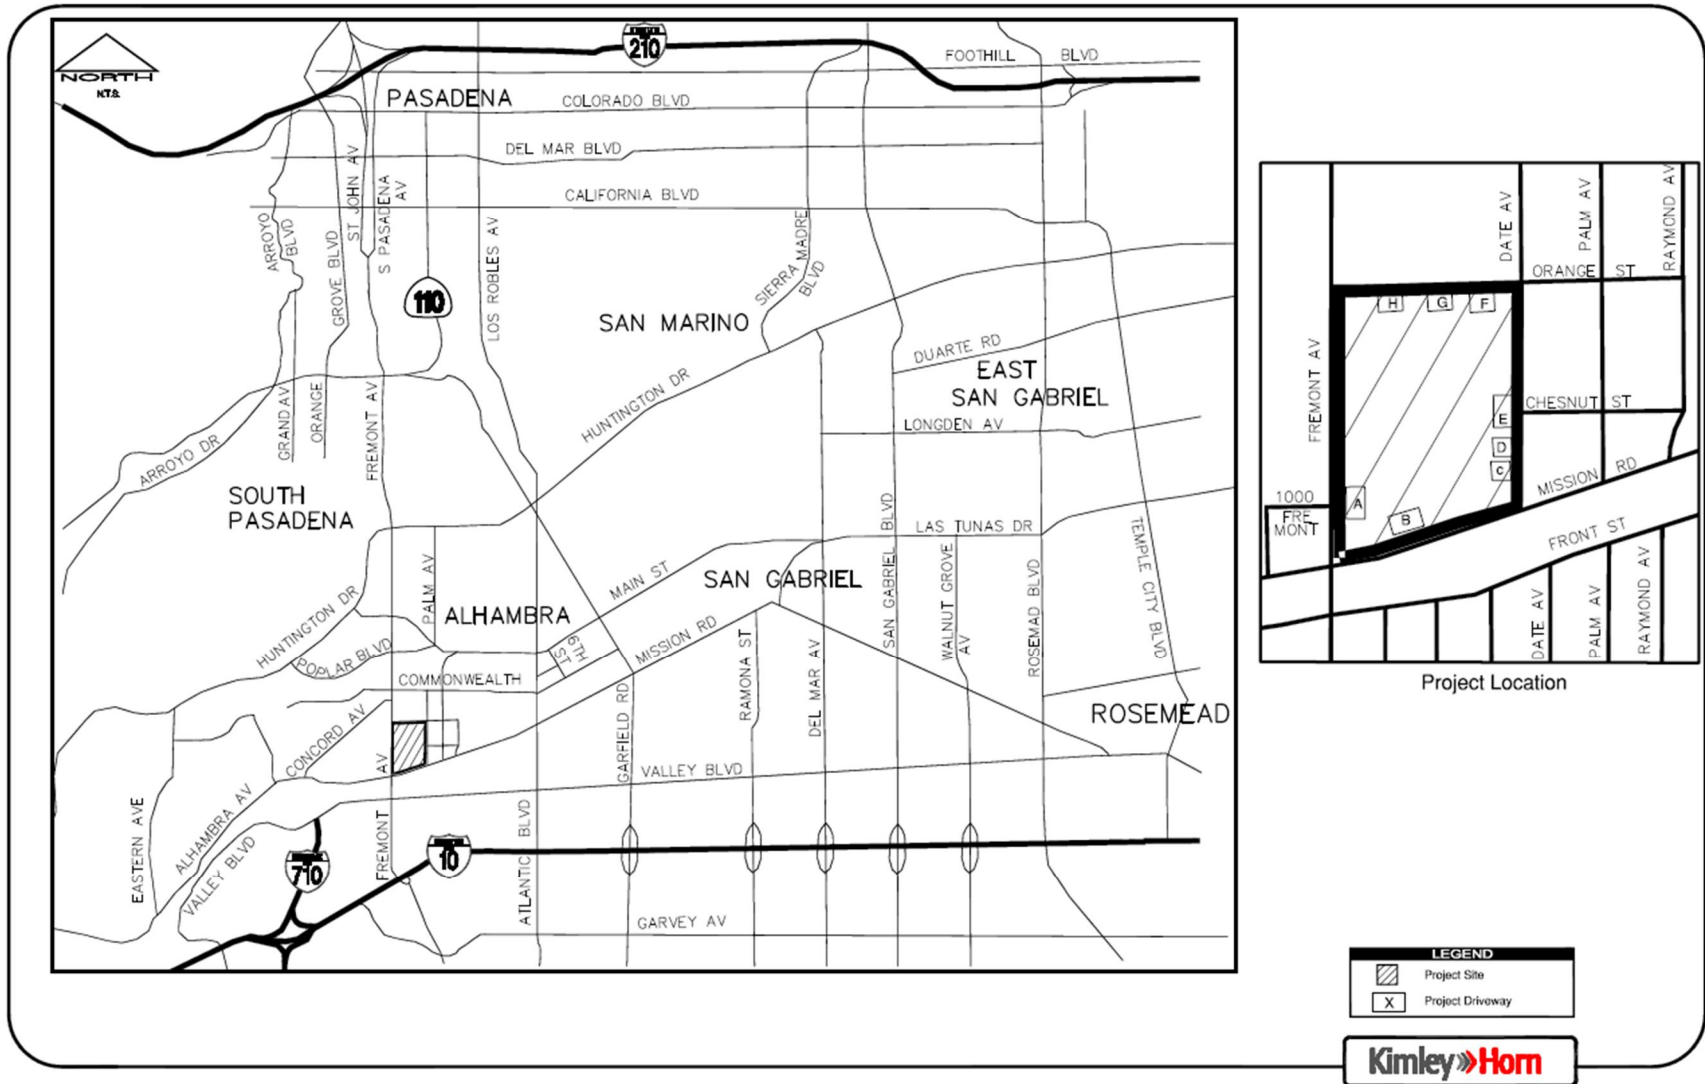 NORTH
N.T.S.
210
FOOTHILL BLVD
PASADENA
COLORADO BLVD
DEL MAR BLVD
CALIFORNIA BLVD
ST JOHN AV
S PASADENA
AV
ARROYO
BLVD
GROVE BLVD
ORANGE
LOS ROBLES AV
SIERRA MADRE
BLVD
110
SAN MARINO
DUARTE RD
EAST
SAN GABRIEL
HUNTINGTON DR
LONGDEN AV
GRAND AV
FREMONT AV
ARROYO DR
SOUTH
PASADENA
LAS TUNAS DR
SAN GABRIEL BLVD
WALNUT GROVE
AV
ROSEMAD BLVD
TEMPLE CITY BLVD
PALM AV
MAIN ST
SAN GABRIEL
ALHAMBRA
HUNTINGTON DR
POPLAR BLVD
6TH
ST
MISSION RD
COMMONWEALTH
RAMONA ST
DEL MAR AV
GARFIELD RD
ROSEMEAD
CONCORD AV
VALLEY BLVD
FREMONT AV
EASTERN AVE
ALHAMBRA AV
VALLEY BLVD
ATLANTIC BLVD
710
10
GARVEY AV
DATE AV
PALM AV
RAYMOND AV
ORANGE ST
H
G
F
FREMONT AV
CHESNUT ST
E
D
C
A
B
MISSION RD
1000
FRE
MONT
FRONT ST
DATE AV
PALM AV
RAYMOND AV
Project Location
LEGEND
Project Site
X Project Driveway
Kimley»Horn